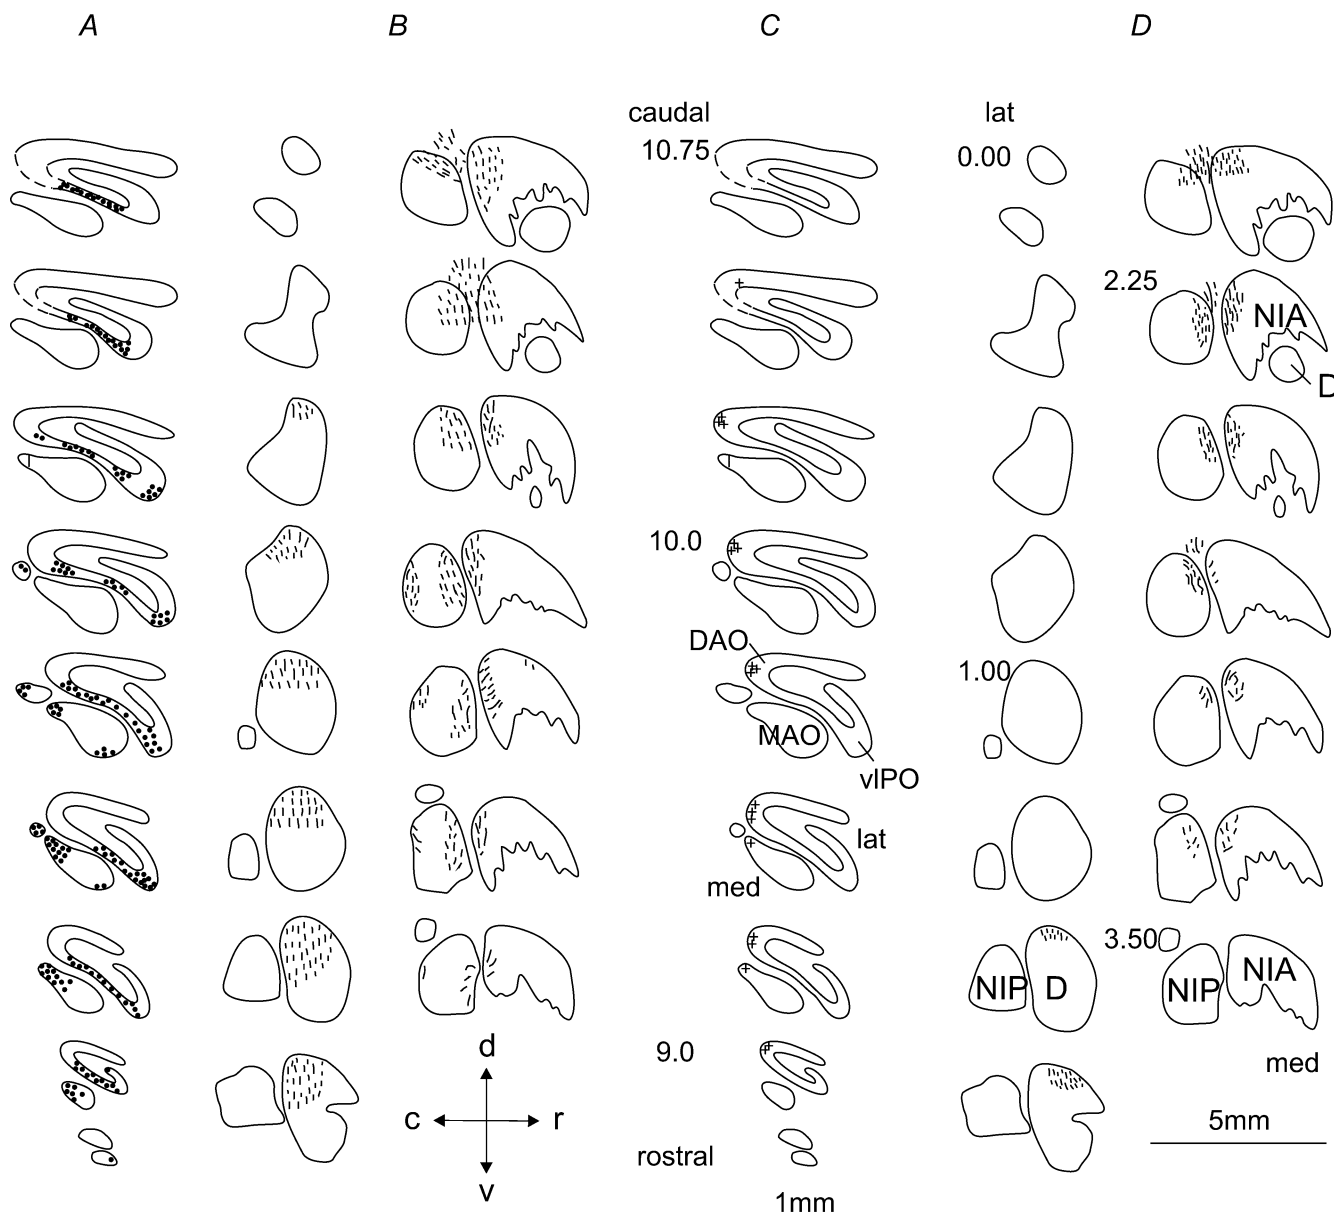 A B C D
caudal lat
10.75 0.00
2.25
NIA
D
10.0
DAO
1.00
MAO
vlPO
lat
med
3.50
NIP D NIP NIA
d
9.0 med
c r 5mm
rostral
v 1mm